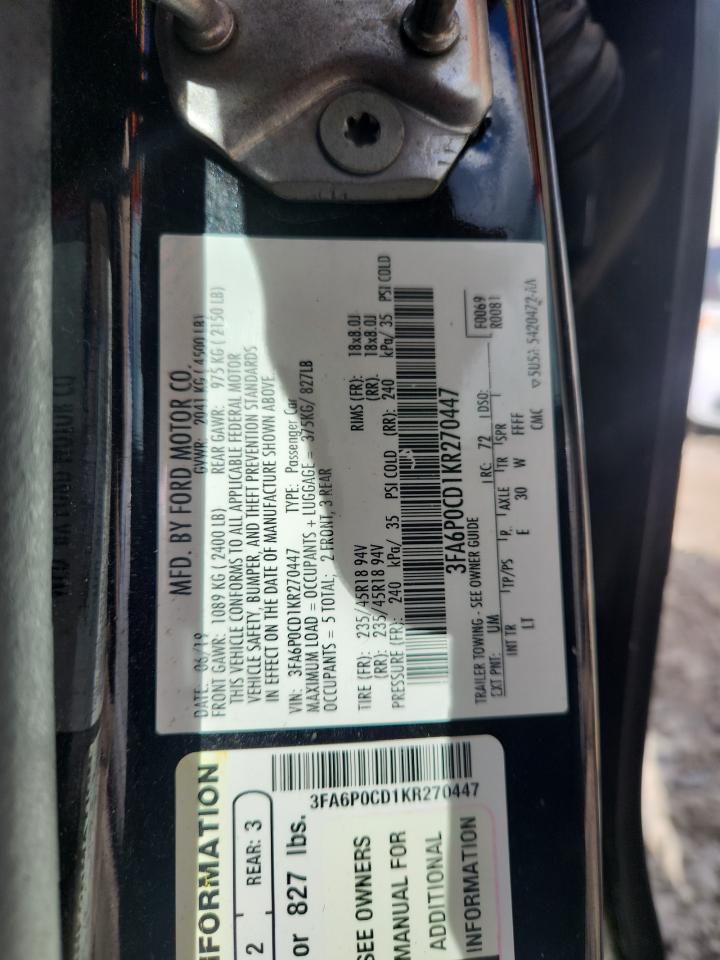 MFD. BY FORD MOTOR CO.
DATE: 06/19 GVWR: 2041 KG ( 4500 LB)
FRONT GAWR: 1089 KG ( 2400 LB) REAR GAWR: 975 KG ( 2150 LB)
THIS VEHICLE CONFORMS TO ALL APPLICABLE FEDERAL MOTOR
VEHICLE SAFETY, BUMPER, AND THEFT PREVENTION STANDARDS
IN EFFECT ON THE DATE OF MANUFACTURE SHOWN ABOVE.
VIN: 3FA6P0CD1KR270447 TYPE: Passenger Car
MAXIMUM LOAD = OCCUPANTS + LUGGAGE = 375KG/ 827LB
OCCUPANTS = 5 TOTAL; 2 FRONT, 3 REAR
TIRE (FR): 235/45R18 94V RIMS (FR): 18x8.0J
(RR): 235/45R18 94V (RR): 18x8.0J
PRESSURE (FR): 240 kPa/ 35 PSI COLD (RR): 240 kPa/ 35 PSI COLD
3FA6P0CD1KR270447
TRAILER TOWING - SEE OWNER GUIDE F0069
EXT PNT: UM RC: 72 DSO: R0081
INT TR TP/PS R AXLE TR SPR
LT E 30 W FFFF
CMC 5U5A 5420472-AA
3FA6P0CD1KR270447
FORMATION
2 REAR: 3
or 827 lbs.
SEE OWNERS
MANUAL FOR
ADDITIONAL
INFORMATION